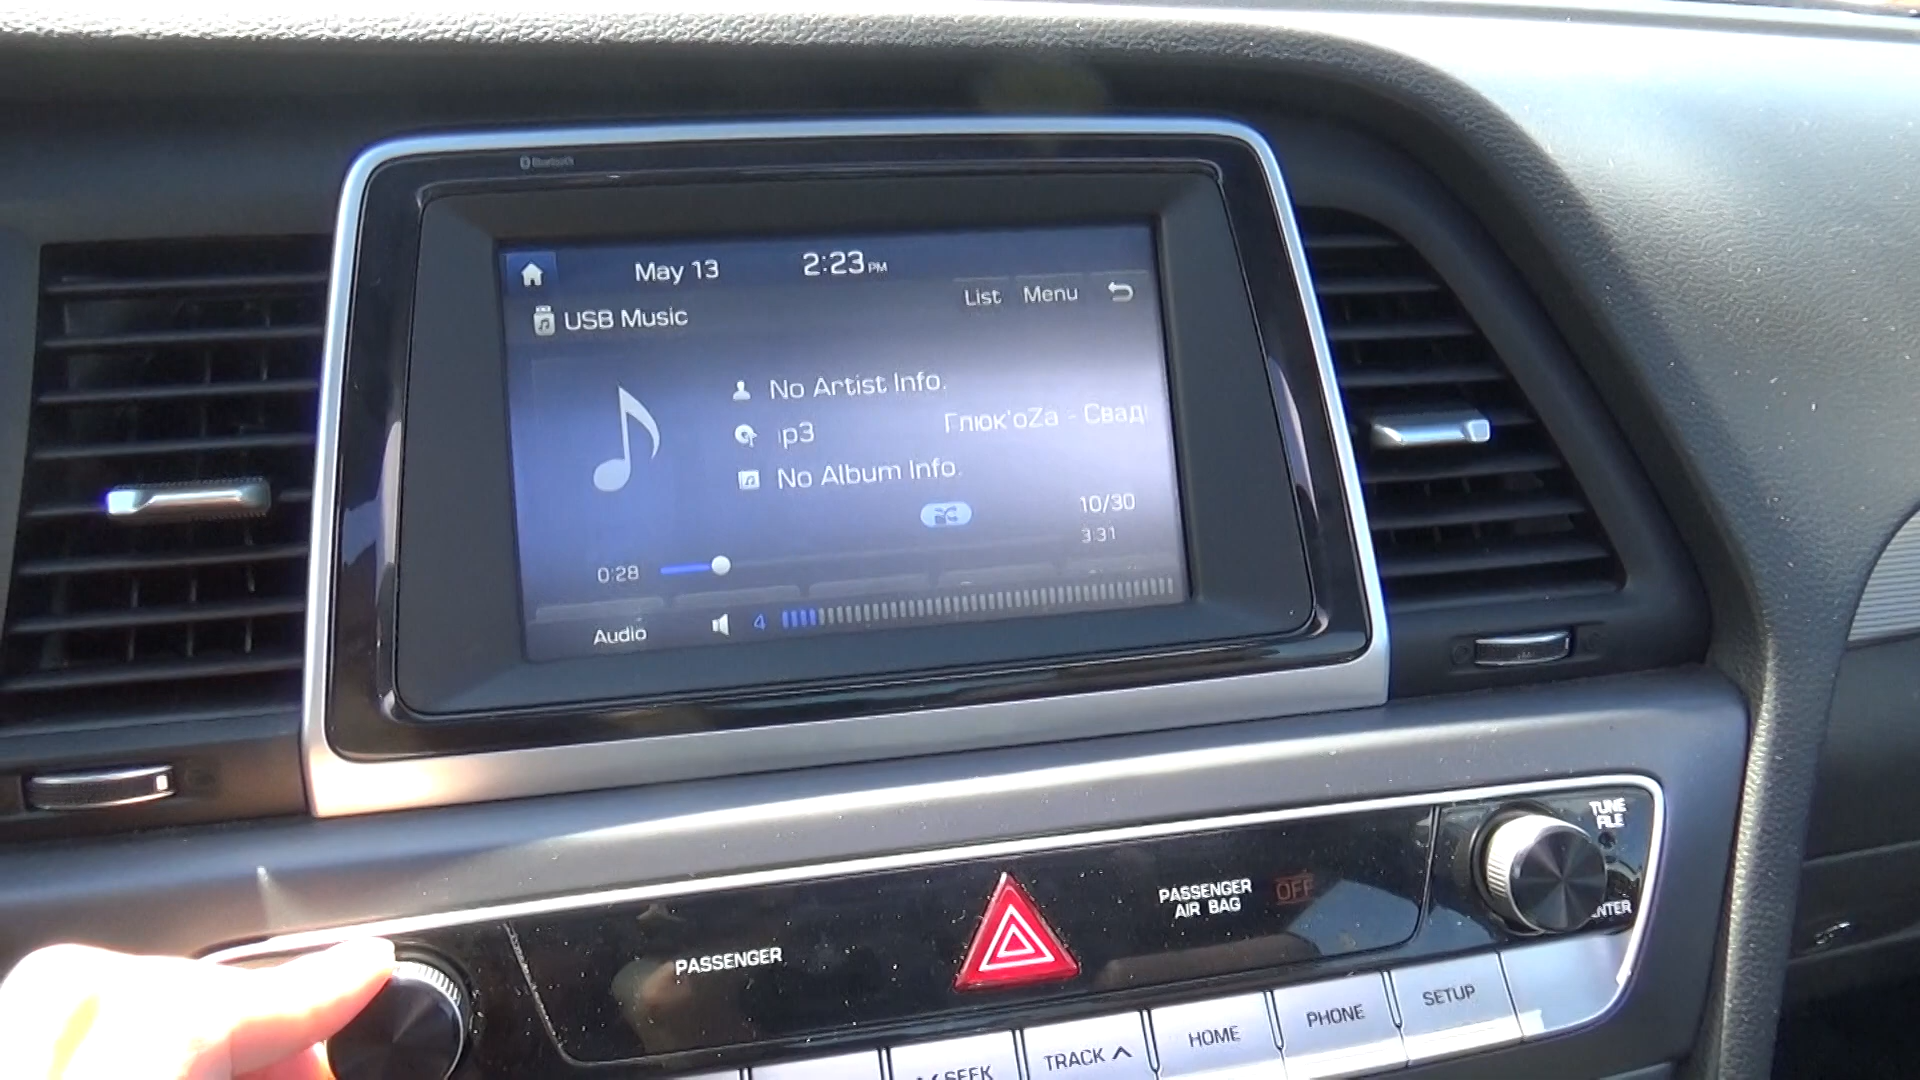 Bluetooth
May 13 2:23 PM
List Menu
USB Music
No Artist Info.
p3 Глюк'oZa - Свад
No Album Info.
10/30
3:31
0:28
Audio 4
TUNE
FILE
PASSENGER
AIR BAG OFF
ENTER
PASSENGER
SEEK TRACK HOME PHONE SETUP